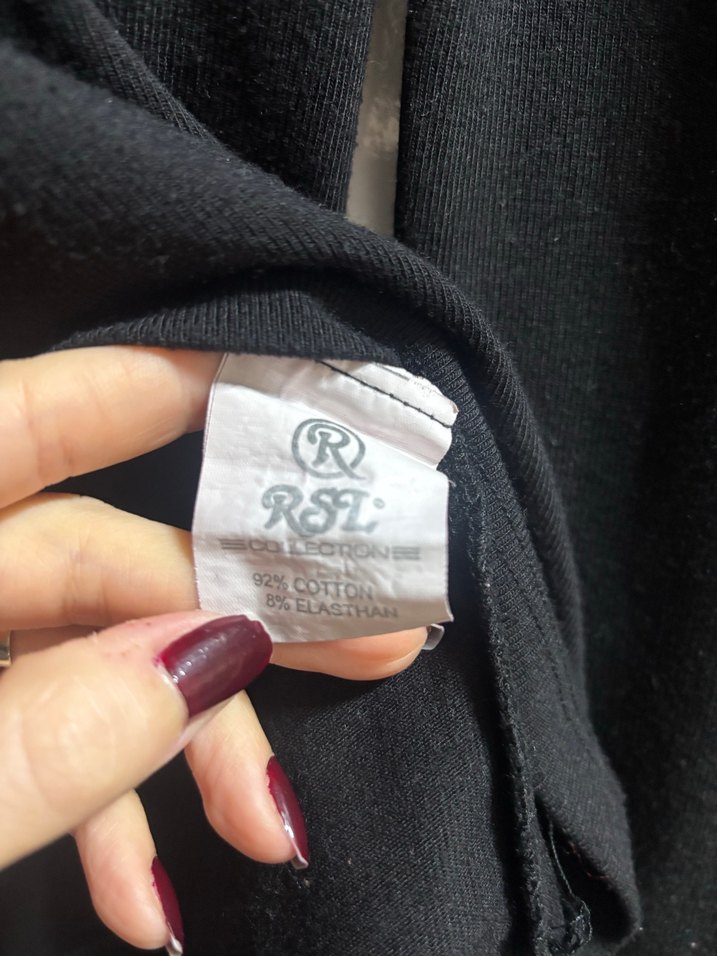 R
RSL
COLLECTION
92% COTTON
8% ELASTHAN